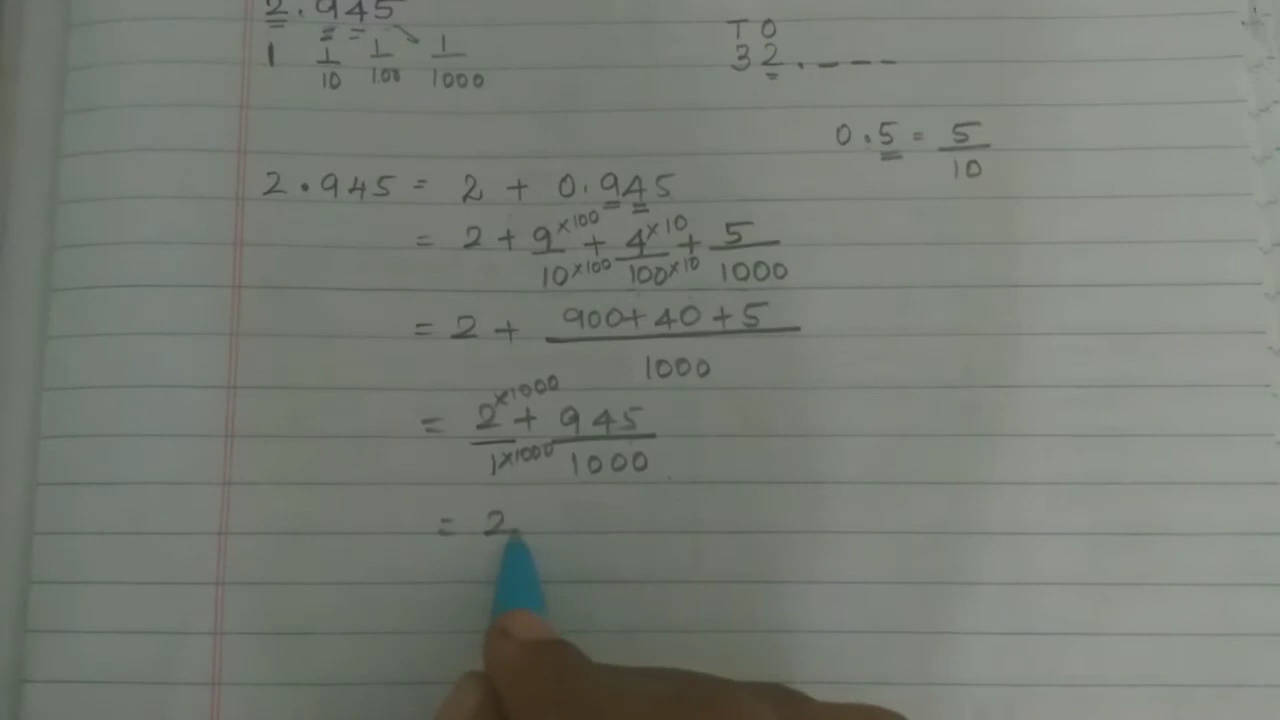 2.945
T O
1 1/10 1/100 1/1000
32.----
0.5 = 5/10
2.945 = 2 + 0.945
= 2 + 9×100/10×100 + 4×10/100×10 + 5/1000
= 2 + 900+40+5/1000
= 2×1000/1×1000 + 945/1000
= 2